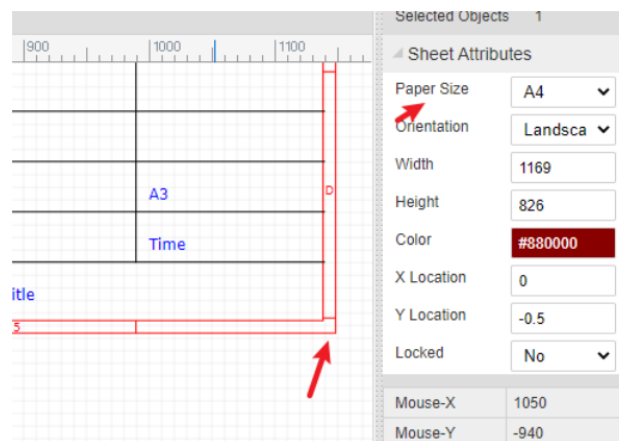 Selected Objects 1
900 1000 1100
Sheet Attributes
Paper Size A4
Orientation Landsca
Width 1169
A3 D
Height 826
Time
Color #880000
X Location 0
itle
Y Location -0.5
5
Locked No
Mouse-X 1050
Mouse-Y -940